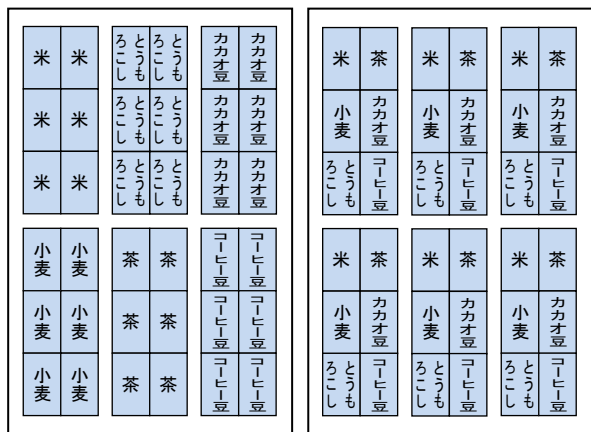 米 米
米 米
米 米
とうもろこし とうもろこし
とうもろこし とうもろこし
とうもろこし とうもろこし
カカオ豆 カカオ豆
カカオ豆 カカオ豆
カカオ豆 カカオ豆
小麦 小麦
小麦 小麦
小麦 小麦
茶 茶
茶 茶
茶 茶
コーヒー豆 コーヒー豆
コーヒー豆 コーヒー豆
コーヒー豆 コーヒー豆
米 茶
小麦 カカオ豆
とうもろこし コーヒー豆
米 茶
小麦 カカオ豆
とうもろこし コーヒー豆
米 茶
小麦 カカオ豆
とうもろこし コーヒー豆
米 茶
小麦 カカオ豆
とうもろこし コーヒー豆
米 茶
小麦 カカオ豆
とうもろこし コーヒー豆
米 茶
小麦 カカオ豆
とうもろこし コーヒー豆